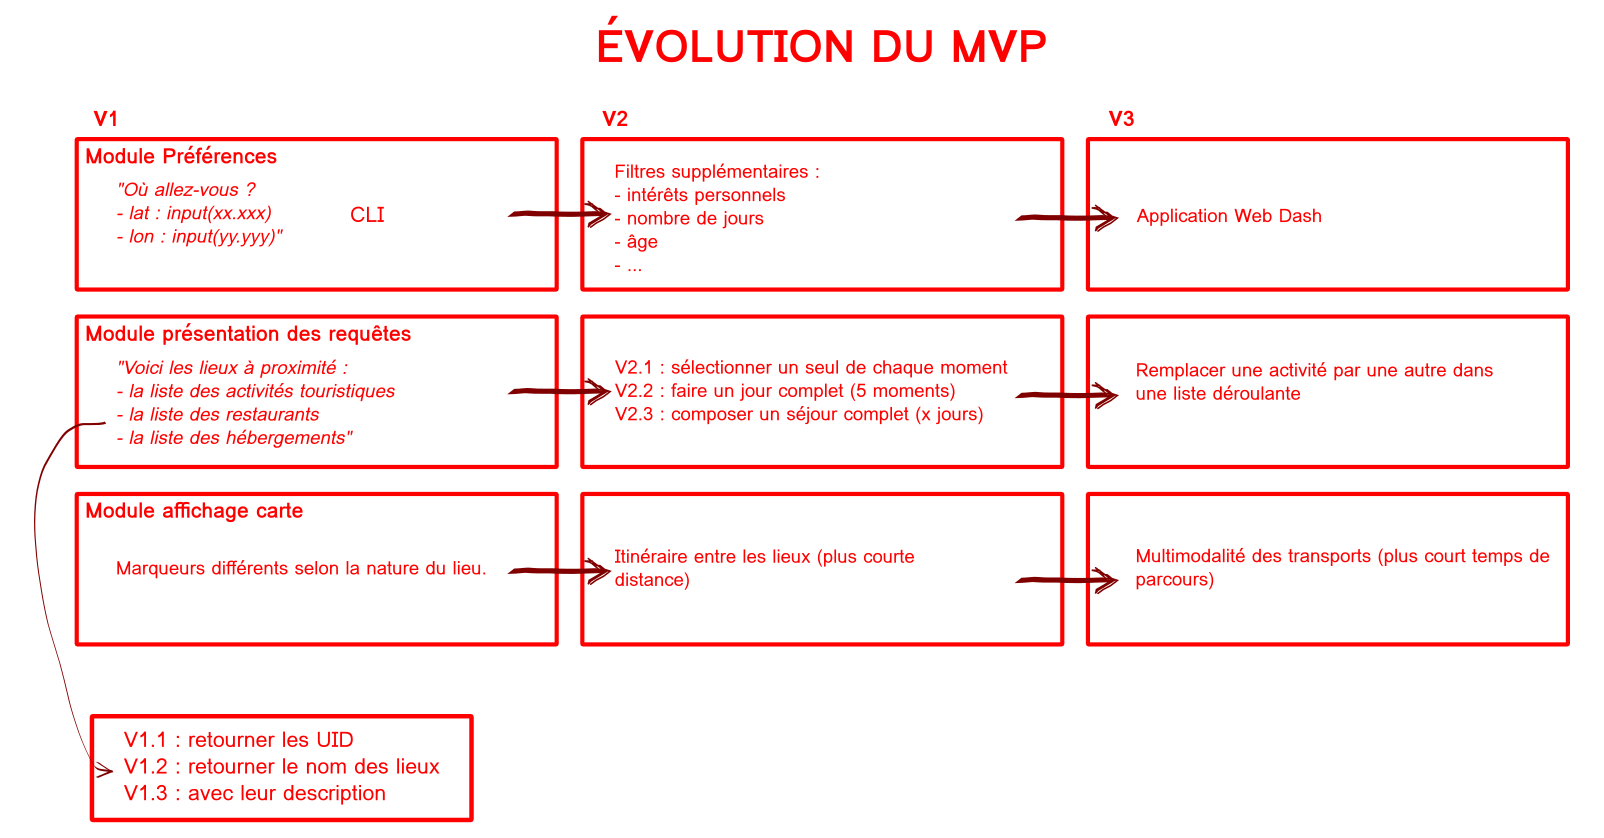 ÉVOLUTION DU MVP
V1
V2
V3
Module Préférences
"Où allez-vous ?
- lat : input(xx.xxx)
- lon : input(yy.yyy)"
CLI
Filtres supplémentaires :
- intérêts personnels
- nombre de jours
- âge
- ...
Application Web Dash
Module présentation des requêtes
"Voici les lieux à proximité :
- la liste des activités touristiques
- la liste des restaurants
- la liste des hébergements"
V2.1 : sélectionner un seul de chaque moment
V2.2 : faire un jour complet (5 moments)
V2.3 : composer un séjour complet (x jours)
Remplacer une activité par une autre dans
une liste déroulante
Module affichage carte
Marqueurs différents selon la nature du lieu.
Itinéraire entre les lieux (plus courte
distance)
Multimodalité des transports (plus court temps de
parcours)
V1.1 : retourner les UID
V1.2 : retourner le nom des lieux
V1.3 : avec leur description